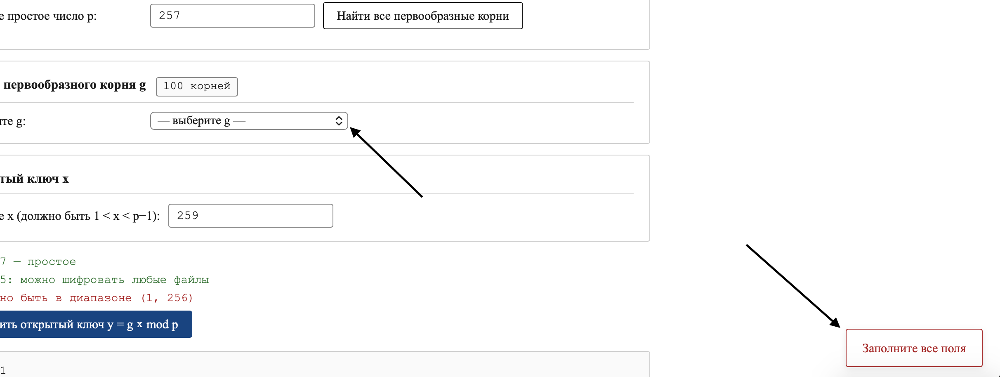 е простое число p:
257
Найти все первообразные корни
первообразного корня g
100 корней
те g:
— выберите g —
тый ключ x
е x (должно быть 1 < x < p−1):
259
7 — простое
5: можно шифровать любые файлы
но быть в диапазоне (1, 256)
ить открытый ключ y = g x mod p
Заполните все поля
1